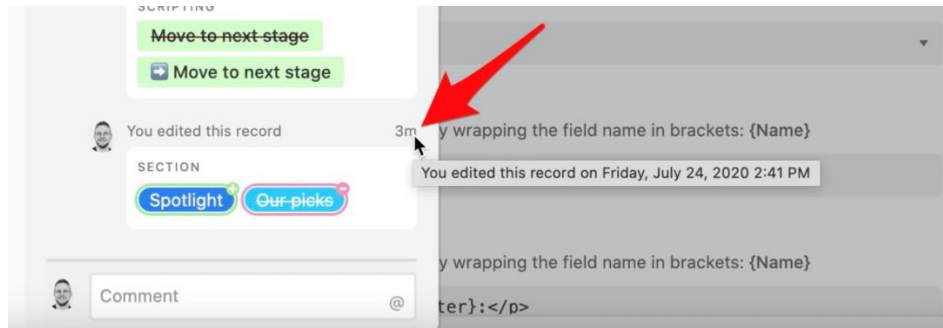 SCRIPTING
Move to next stage
➡️ Move to next stage
You edited this record
3m
y wrapping the field name in brackets: {Name}
You edited this record on Friday, July 24, 2020 2:41 PM
SECTION
Spotlight
Our picks
y wrapping the field name in brackets: {Name}
Comment
@
ter}:</p>